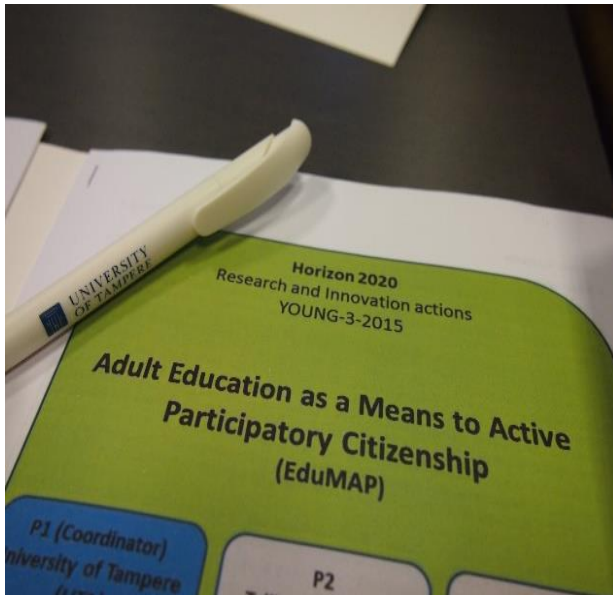 UNIVERSITY
OF TAMPERE
Horizon 2020
Research and Innovation actions
YOUNG-3-2015
Adult Education as a Means to Active
Participatory Citizenship
(EduMAP)
P1 (Coordinator)
University of Tampere
P2